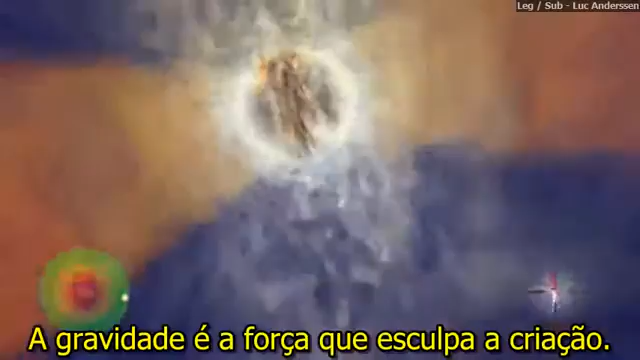 Leg / Sub - Luc Anderssen
A gravidade é a força que esculpa a criação.